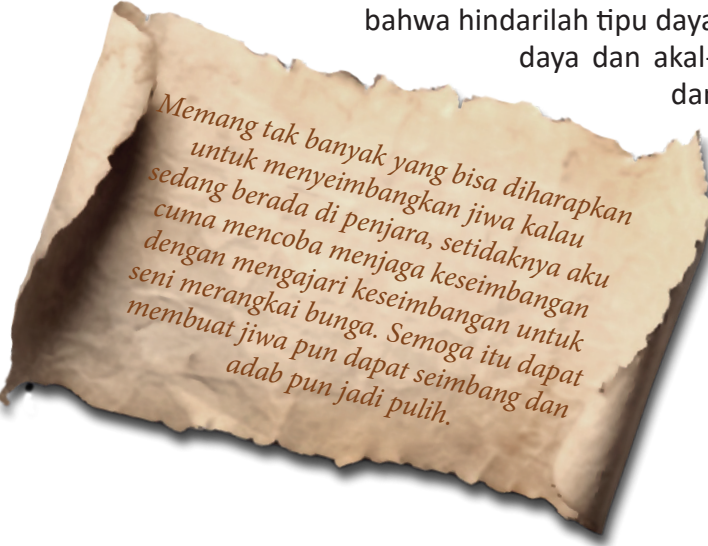 bahwa hindarilah tipu daya
daya dan akal-
dan
Memang tak banyak yang bisa diharapkan
untuk menyeimbangkan jiwa kalau
sedang berada di penjara, setidaknya aku
cuma mencoba menjaga keseimbangan
dengan mengajari keseimbangan untuk
seni merangkai bunga. Semoga itu dapat
membuat jiwa pun dapat seimbang dan
adab pun jadi pulih.